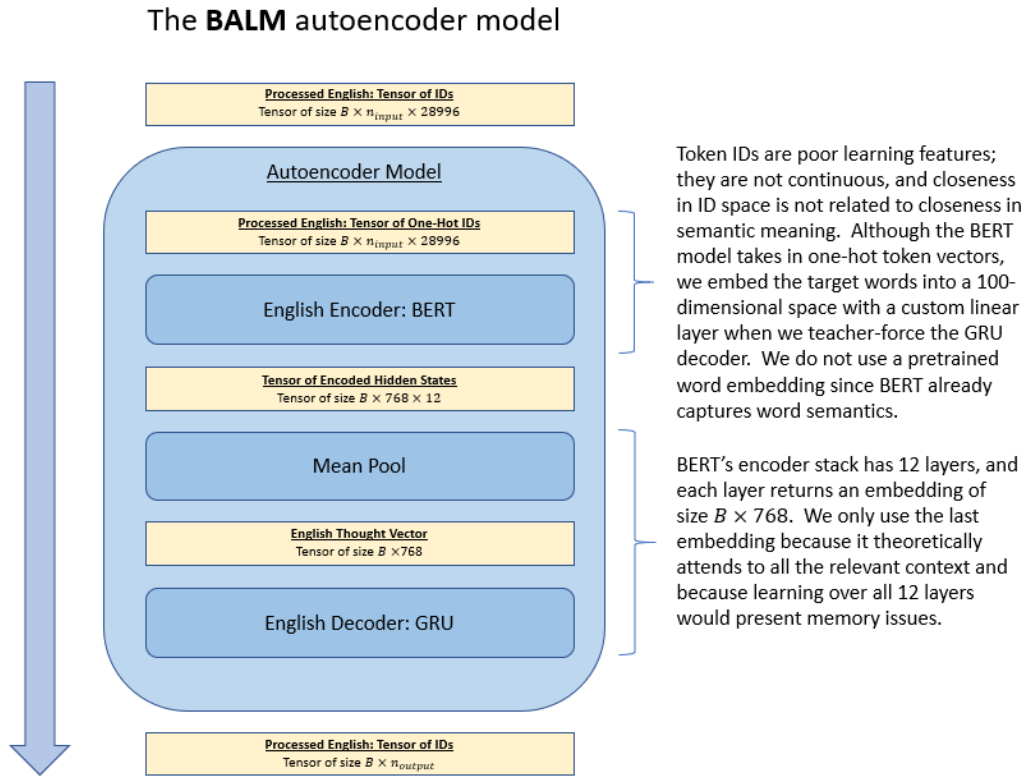 The BALM autoencoder model
Processed English: Tensor of IDs
Tensor of size B × n_input × 28996
Autoencoder Model
Processed English: Tensor of One-Hot IDs
Tensor of size B × n_input × 28996
English Encoder: BERT
Tensor of Encoded Hidden States
Tensor of size B × 768 × 12
Mean Pool
English Thought Vector
Tensor of size B ×768
English Decoder: GRU
Processed English: Tensor of IDs
Tensor of size B × n_output
Token IDs are poor learning features;
they are not continuous, and closeness
in ID space is not related to closeness in
semantic meaning. Although the BERT
model takes in one-hot token vectors,
we embed the target words into a 100-
dimensional space with a custom linear
layer when we teacher-force the GRU
decoder. We do not use a pretrained
word embedding since BERT already
captures word semantics.
BERT’s encoder stack has 12 layers, and
each layer returns an embedding of
size B × 768. We only use the last
embedding because it theoretically
attends to all the relevant context and
because learning over all 12 layers
would present memory issues.